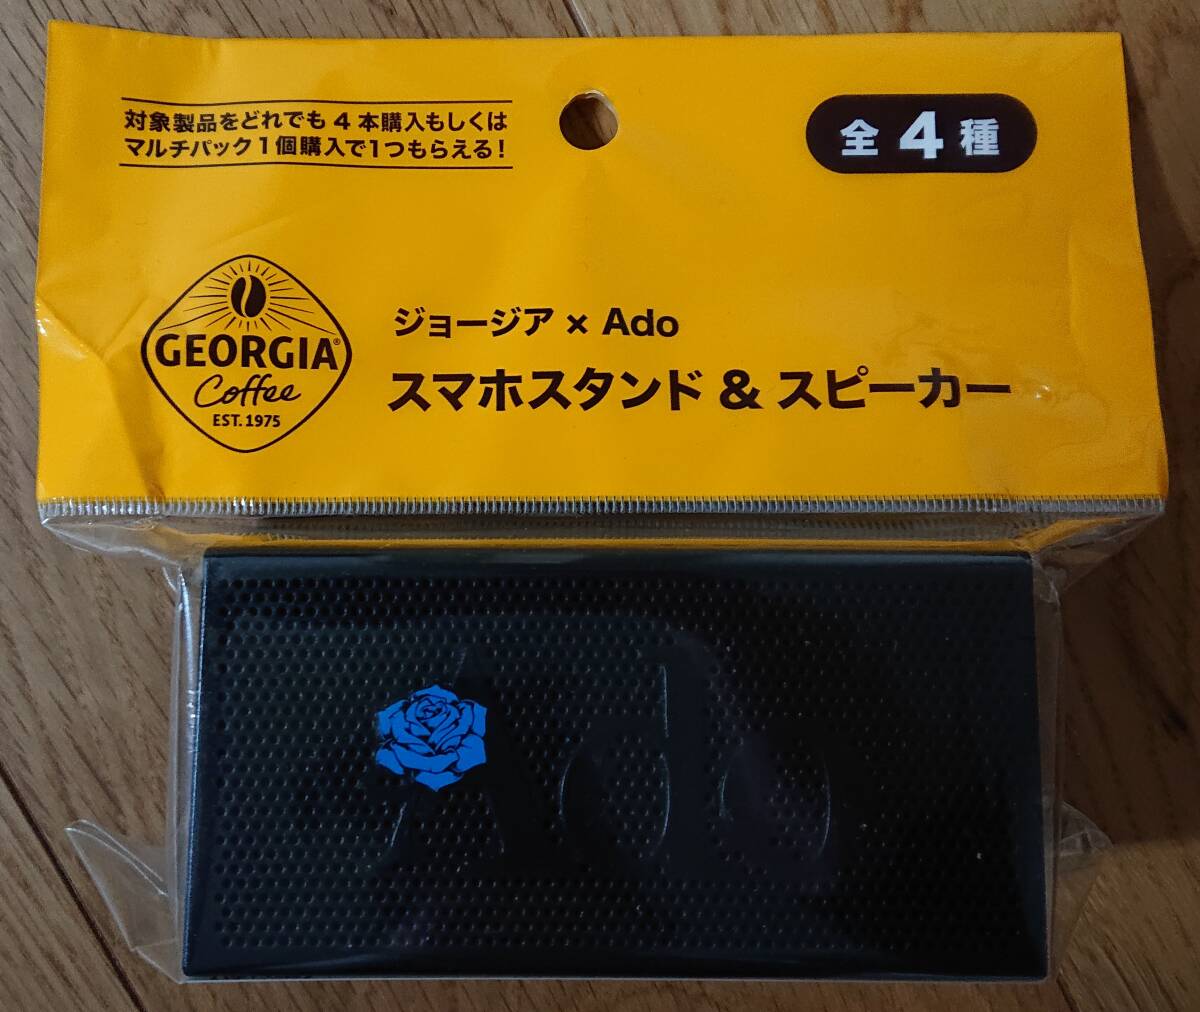 対象製品をどれでも 4 本購入もしくは
マルチパック1個購入で1つもらえる!
全 4 種
GEORGIA®
Coffee
EST. 1975
ジョージア × Ado
スマホスタンド & スピーカー
Ado